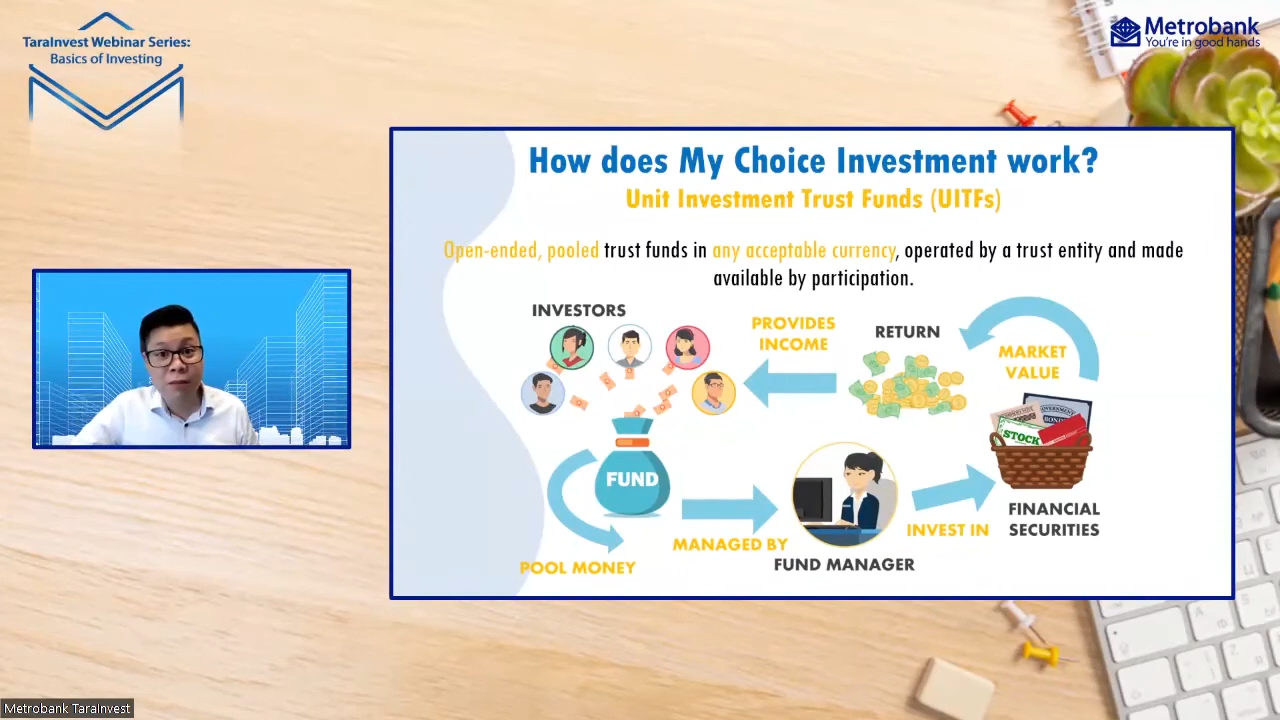 TaraInvest Webinar Series:
Basics of Investing
Metrobank
You're in good hands
How does My Choice Investment work?
Unit Investment Trust Funds (UITFs)
Open-ended, pooled trust funds in any acceptable currency, operated by a trust entity and made
available by participation.
INVESTORS
PROVIDES
INCOME
RETURN
MARKET
VALUE
FUND
STOCK
GOVERNMENT
POOL MONEY
MANAGED BY
FUND MANAGER
INVEST IN
FINANCIAL
SECURITIES
Metrobank TaraInvest